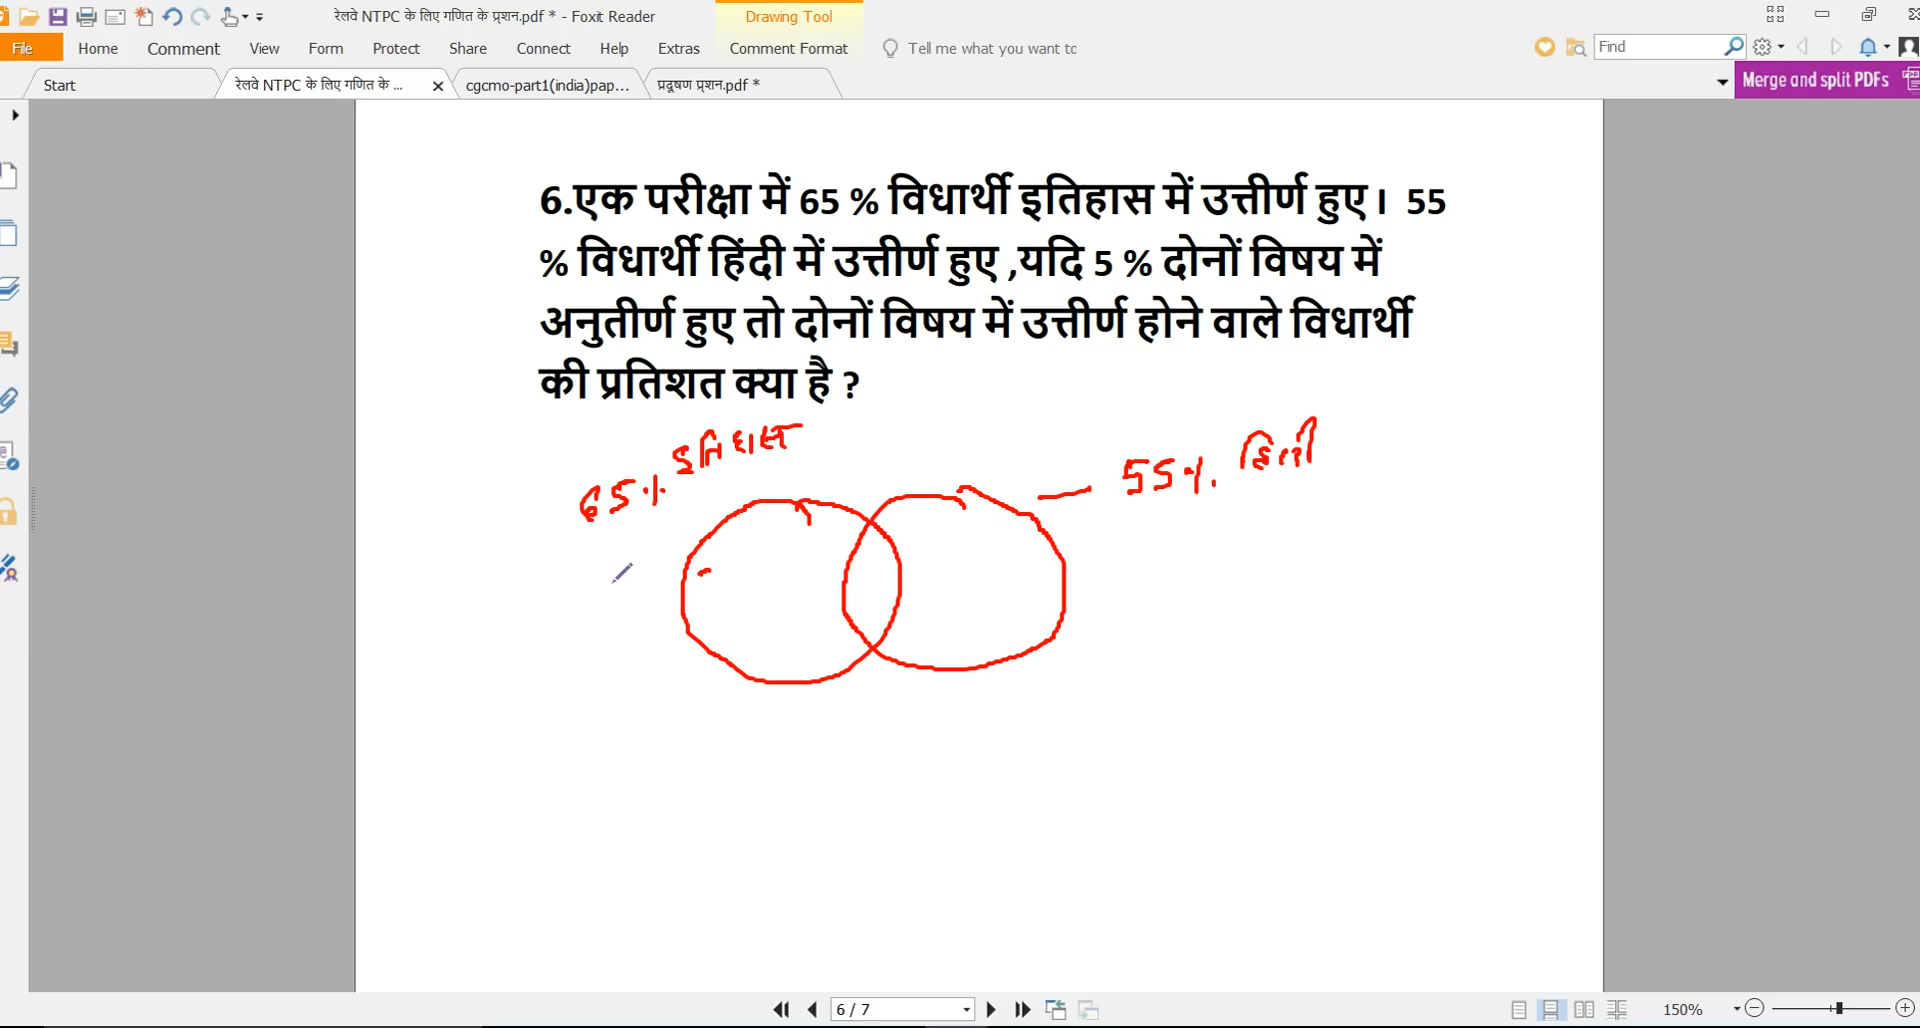 रेलवे NTPC के लिए गणित के प्रशन.pdf * - Foxit Reader
Drawing Tool
File Home Comment View Form Protect Share Connect Help Extras Comment Format Tell me what you want to Find
Start रेलवे NTPC के लिए गणित के ... cgcmo-part1(india)pap... प्रदूषण प्र्शन.pdf * Merge and split PDFs
6.एक परीक्षा में 65 % विधार्थी इतिहास में उत्तीर्ण हुए। 55
% विधार्थी हिंदी में उत्तीर्ण हुए ,यदि 5 % दोनों विषय में
अनुतीर्ण हुए तो दोनों विषय में उत्तीर्ण होने वाले विधार्थी
की प्रतिशत क्या है ?
65% इतिहास
55%
6 / 7 150%